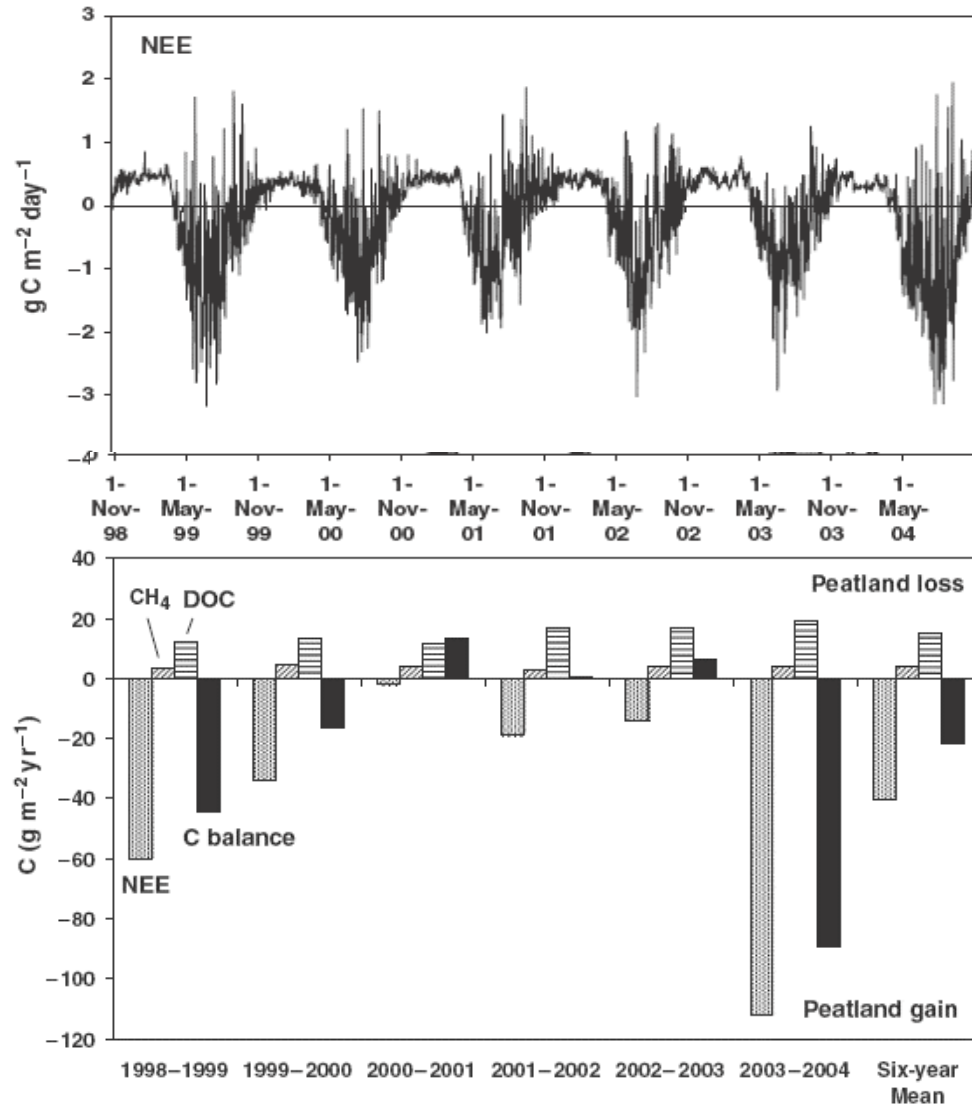 3
NEE
2
1
0
−1
−2
−3
−4
g C m−2 day−1
1-Nov-98
1-May-99
1-Nov-99
1-May-00
1-Nov-00
1-May-01
1-Nov-01
1-May-02
1-Nov-02
1-May-03
1-Nov-03
1-May-04
40
Peatland loss
CH4 DOC
20
0
−20
−40
C balance
−60
NEE
−80
−100
Peatland gain
−120
C (g m−2 yr−1)
1998−1999 1999−2000 2000−2001 2001−2002 2002−2003 2003−2004 Six-year
Mean